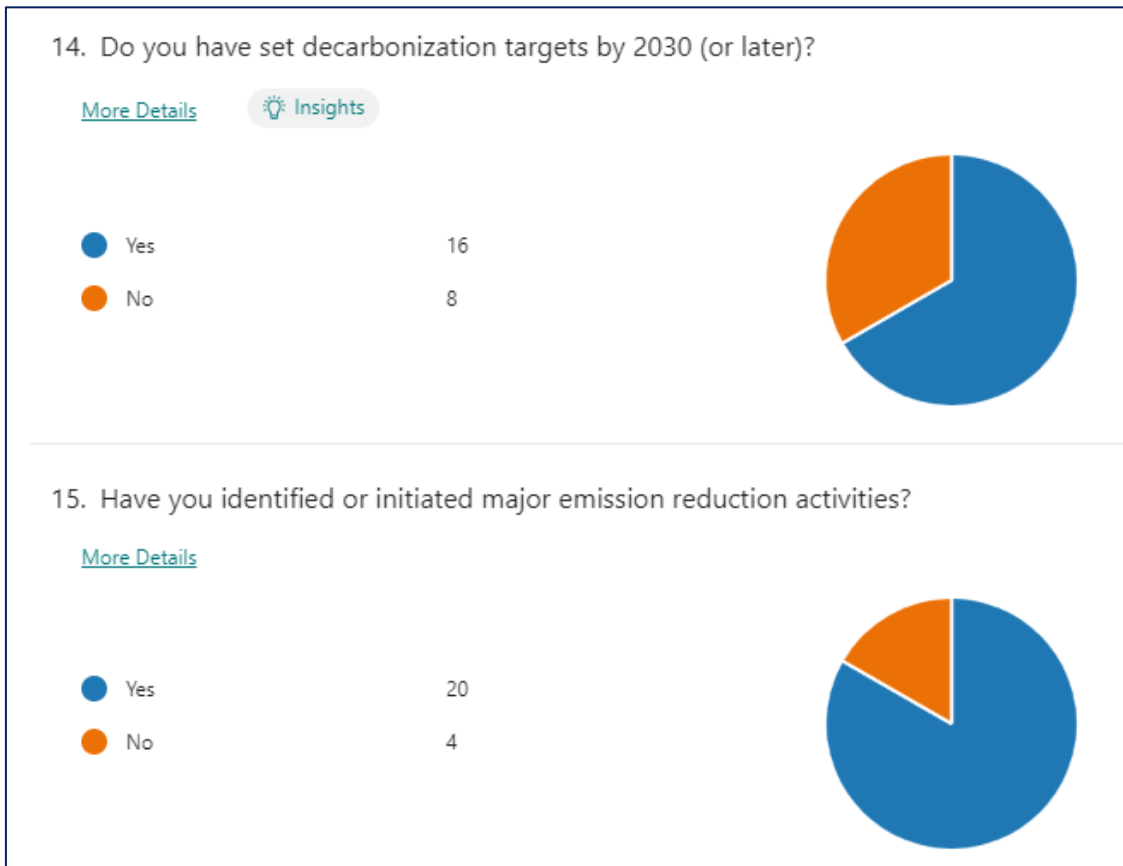 14. Do you have set decarbonization targets by 2030 (or later)?
More Details Insights
Yes 16
No 8
15. Have you identified or initiated major emission reduction activities?
More Details
Yes 20
No 4